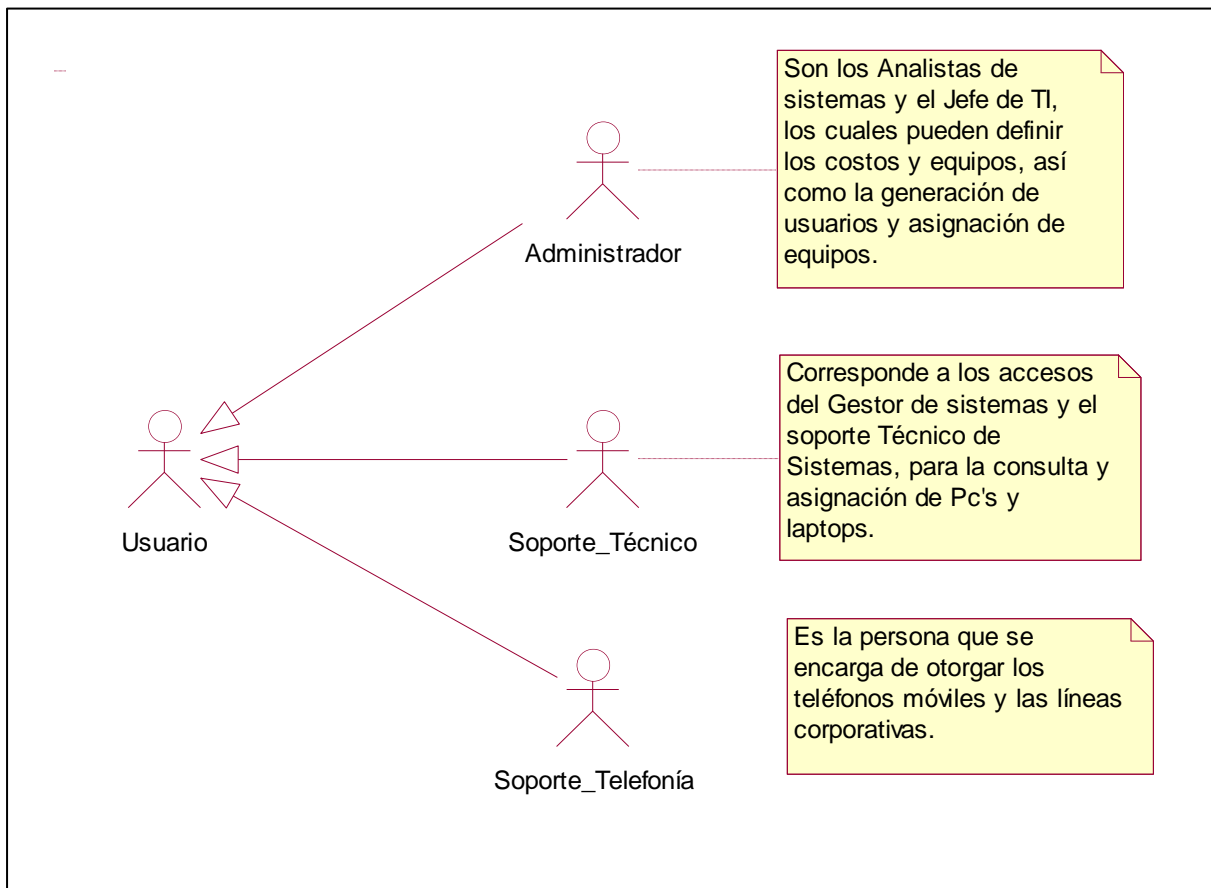 Son los Analistas de
sistemas y el Jefe de TI,
los cuales pueden definir
los costos y equipos, así
como la generación de
usuarios y asignación de
equipos.
Administrador
Corresponde a los accesos
del Gestor de sistemas y el
soporte Técnico de
Sistemas, para la consulta y
asignación de Pc's y
laptops.
Usuario
Soporte_Técnico
Es la persona que se
encarga de otorgar los
teléfonos móviles y las líneas
corporativas.
Soporte_Telefonía